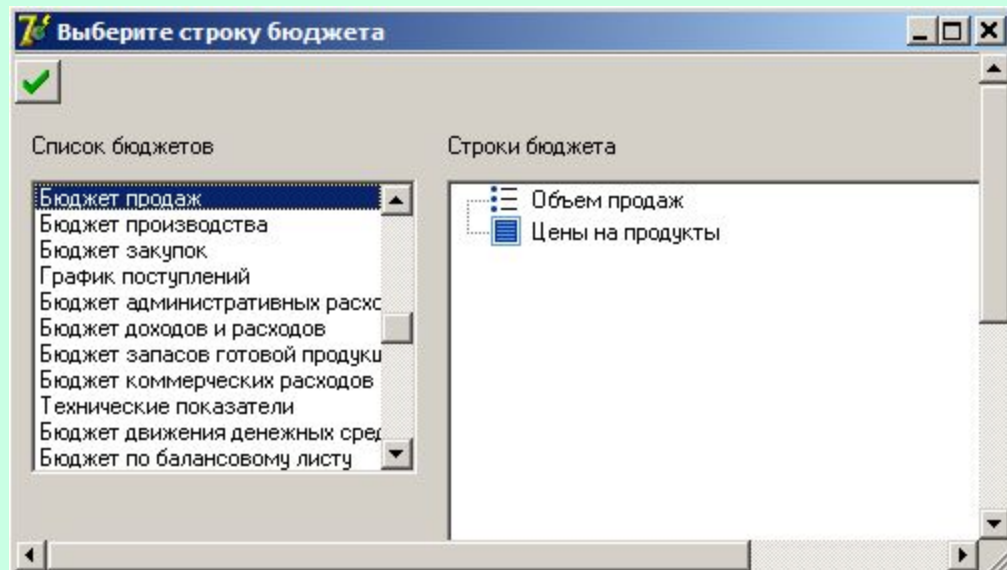 Выберите строку бюджета
Список бюджетов
Бюджет продаж
Бюджет производства
Бюджет закупок
График поступлений
Бюджет административных расхо
Бюджет доходов и расходов
Бюджет запасов готовой продукц
Бюджет коммерческих расходов
Технические показатели
Бюджет движения денежных сред
Бюджет по балансовому листу
Строки бюджета
Объем продаж
Цены на продукты